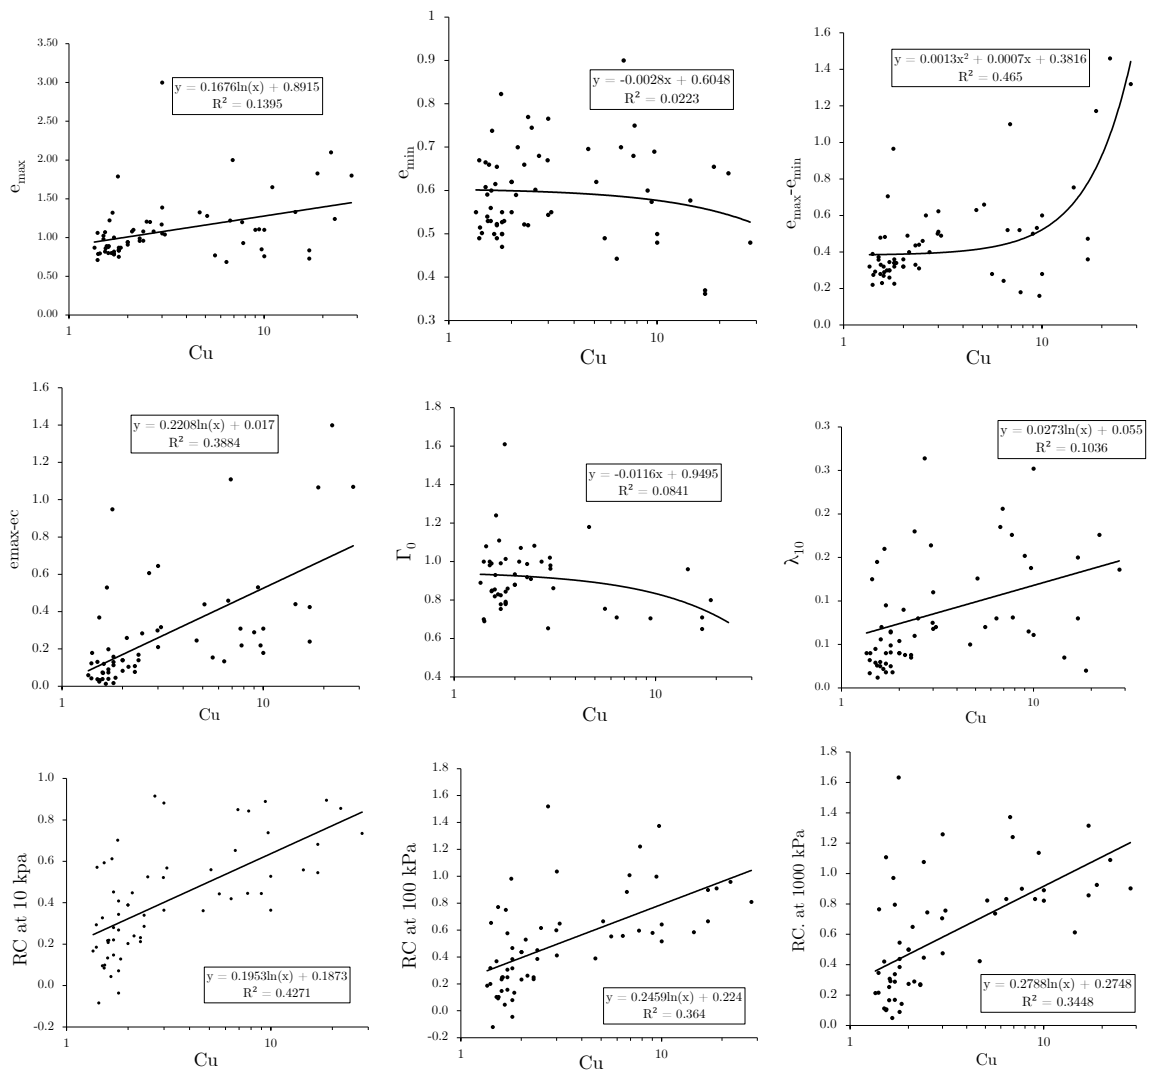 3.50
3.00
2.50
2.00
1.50
1.00
0.50
0.00
e_max
y = 0.1676ln(x) + 0.8915
R² = 0.1395
1 10
Cu
1
0.9
0.8
0.7
0.6
0.5
0.4
0.3
e_min
y = -0.0028x + 0.6048
R² = 0.0223
1 10
Cu
1.6
1.4
1.2
1.0
0.8
0.6
0.4
0.2
0.0
e_max-e_min
y = 0.0013x² + 0.0007x + 0.3816
R² = 0.465
1 10
Cu
1.6
1.4
1.2
1.0
0.8
0.6
0.4
0.2
0.0
emax-ec
y = 0.2208ln(x) + 0.017
R² = 0.3884
1 10
Cu
1.8
1.6
1.4
1.2
1.0
0.8
0.6
0.4
Γ₀
y = -0.0116x + 0.9495
R² = 0.0841
1 10
Cu
0.3
0.3
0.2
0.2
0.1
0.1
0.0
λ₁₀
y = 0.0273ln(x) + 0.055
R² = 0.1036
1 10
Cu
1.0
0.8
0.6
0.4
0.2
0.0
-0.2
RC at 10 kpa
y = 0.1953ln(x) + 0.1873
R² = 0.4271
1 10
Cu
1.8
1.6
1.4
1.2
1.0
0.8
0.6
0.4
0.2
0.0
-0.2
RC at 100 kPa
y = 0.2459ln(x) + 0.224
R² = 0.364
1 10
Cu
1.8
1.6
1.4
1.2
1.0
0.8
0.6
0.4
0.2
0.0
RC. at 1000 kPa
y = 0.2788ln(x) + 0.2748
R² = 0.3448
1 10
Cu